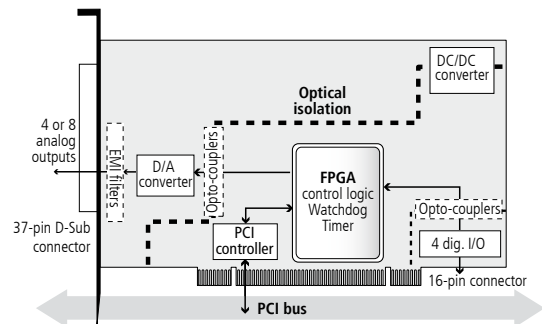 DC/DC
converter
Optical
isolation
4 or 8
analog
outputs
EMI filters
D/A
converter
Opto-couplers
FPGA
control logic
Watchdog
Timer
Opto-couplers
37-pin D-Sub
connector
PCI
controller
4 dig. I/O
16-pin connector
PCI bus